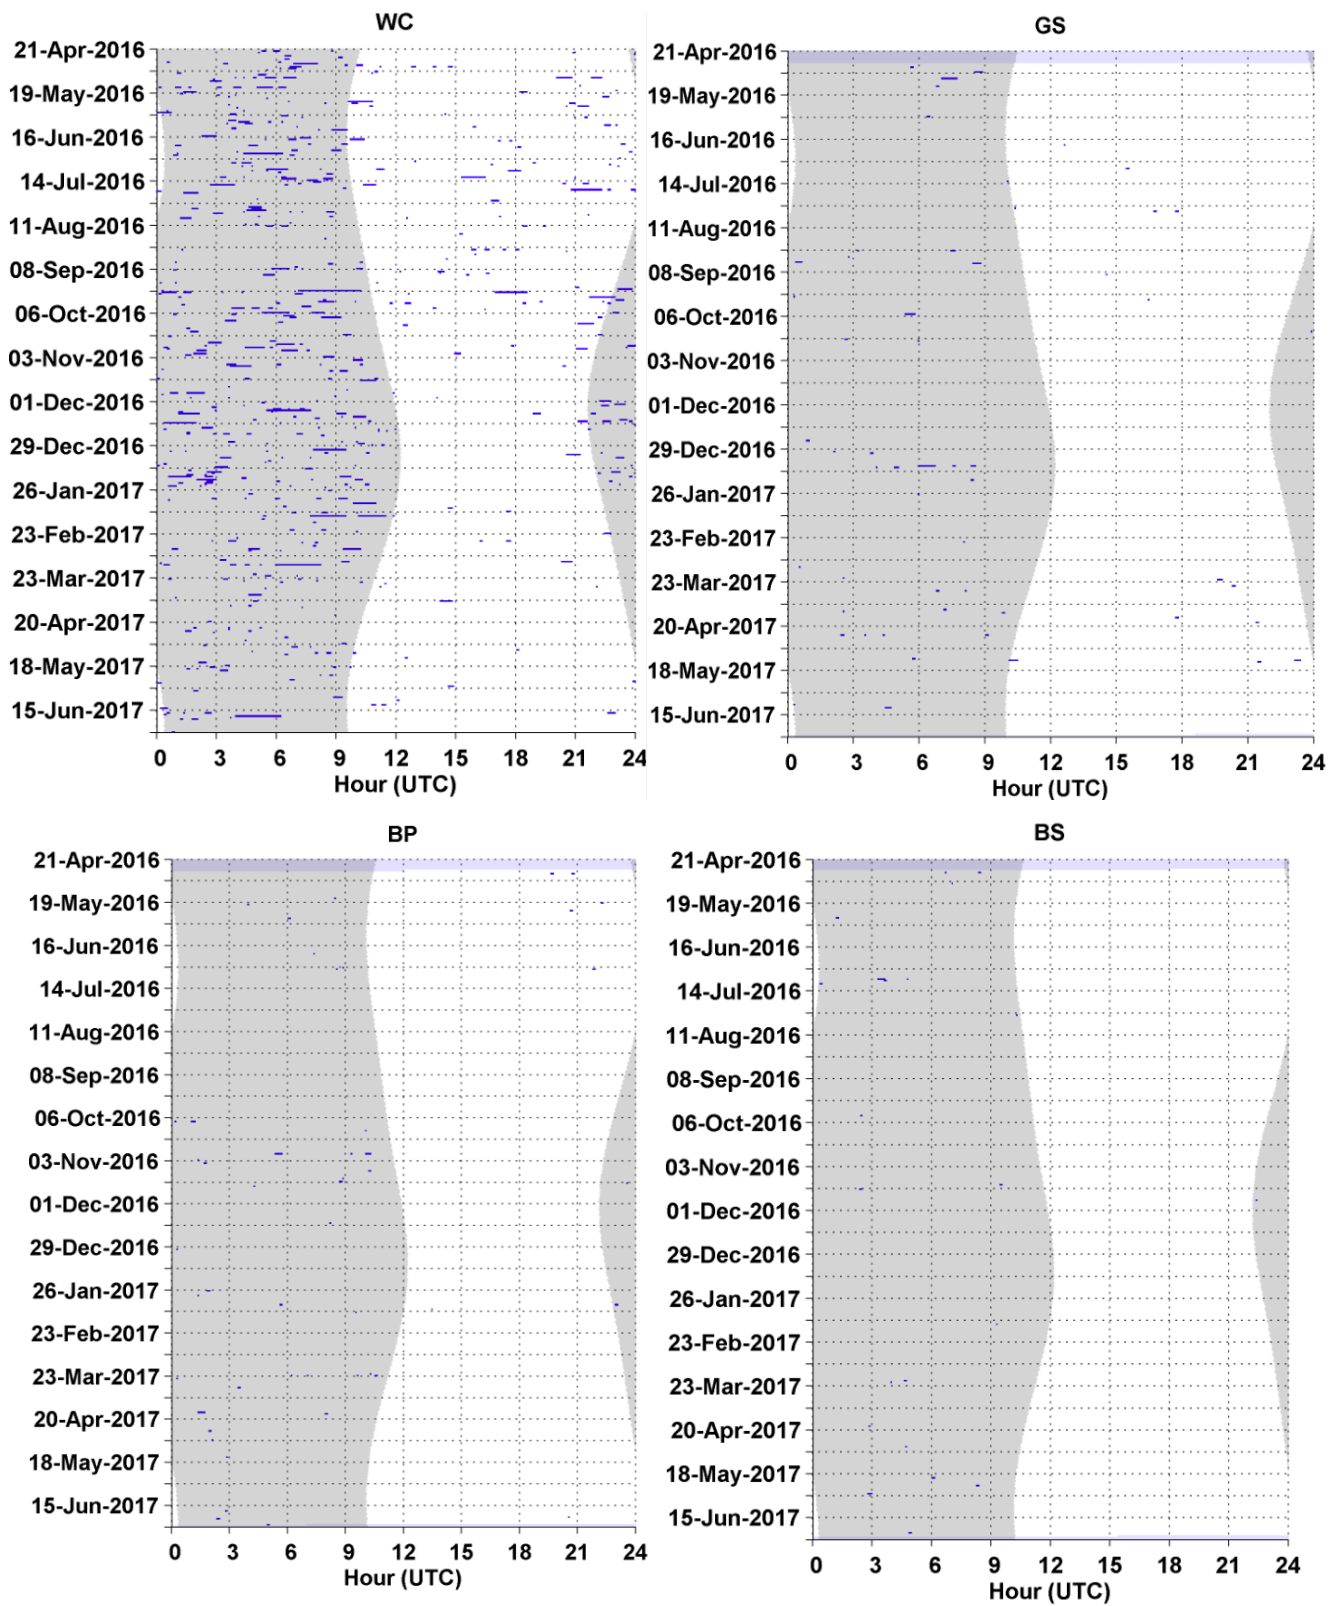 WC
21-Apr-2016
19-May-2016
16-Jun-2016
14-Jul-2016
11-Aug-2016
08-Sep-2016
06-Oct-2016
03-Nov-2016
01-Dec-2016
29-Dec-2016
26-Jan-2017
23-Feb-2017
23-Mar-2017
20-Apr-2017
18-May-2017
15-Jun-2017
0 3 6 9 12 15 18 21 24
Hour (UTC)
GS
21-Apr-2016
19-May-2016
16-Jun-2016
14-Jul-2016
11-Aug-2016
08-Sep-2016
06-Oct-2016
03-Nov-2016
01-Dec-2016
29-Dec-2016
26-Jan-2017
23-Feb-2017
23-Mar-2017
20-Apr-2017
18-May-2017
15-Jun-2017
0 3 6 9 12 15 18 21 24
Hour (UTC)
BP
21-Apr-2016
19-May-2016
16-Jun-2016
14-Jul-2016
11-Aug-2016
08-Sep-2016
06-Oct-2016
03-Nov-2016
01-Dec-2016
29-Dec-2016
26-Jan-2017
23-Feb-2017
23-Mar-2017
20-Apr-2017
18-May-2017
15-Jun-2017
0 3 6 9 12 15 18 21 24
Hour (UTC)
BS
21-Apr-2016
19-May-2016
16-Jun-2016
14-Jul-2016
11-Aug-2016
08-Sep-2016
06-Oct-2016
03-Nov-2016
01-Dec-2016
29-Dec-2016
26-Jan-2017
23-Feb-2017
23-Mar-2017
20-Apr-2017
18-May-2017
15-Jun-2017
0 3 6 9 12 15 18 21 24
Hour (UTC)